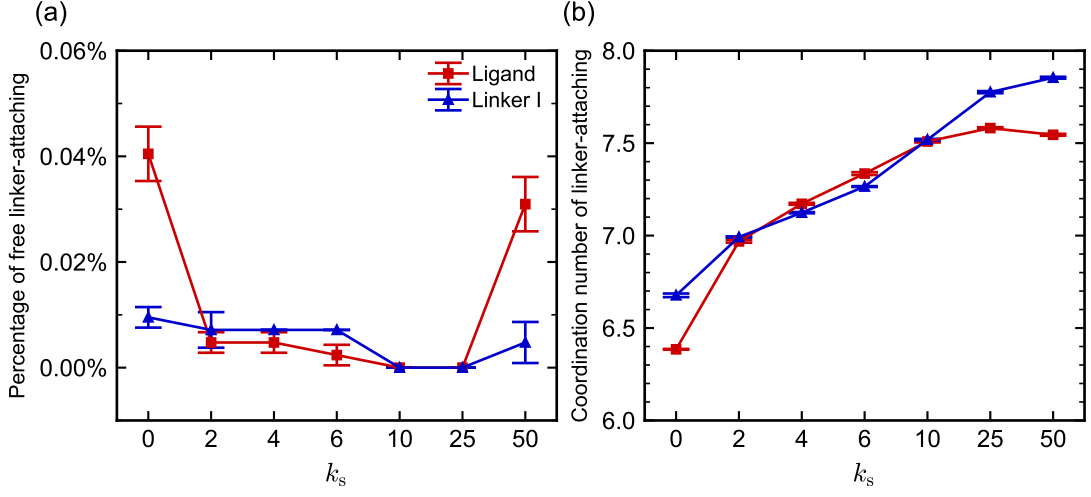 (a)
Percentage of free linker-attaching
0.06%
0.04%
0.02%
0.00%
Ligand
Linker I
0 2 4 6 10 25 50
kₛ
(b)
Coordination number of linker-attaching
8.0
7.5
7.0
6.5
6.0
0 2 4 6 10 25 50
kₛ